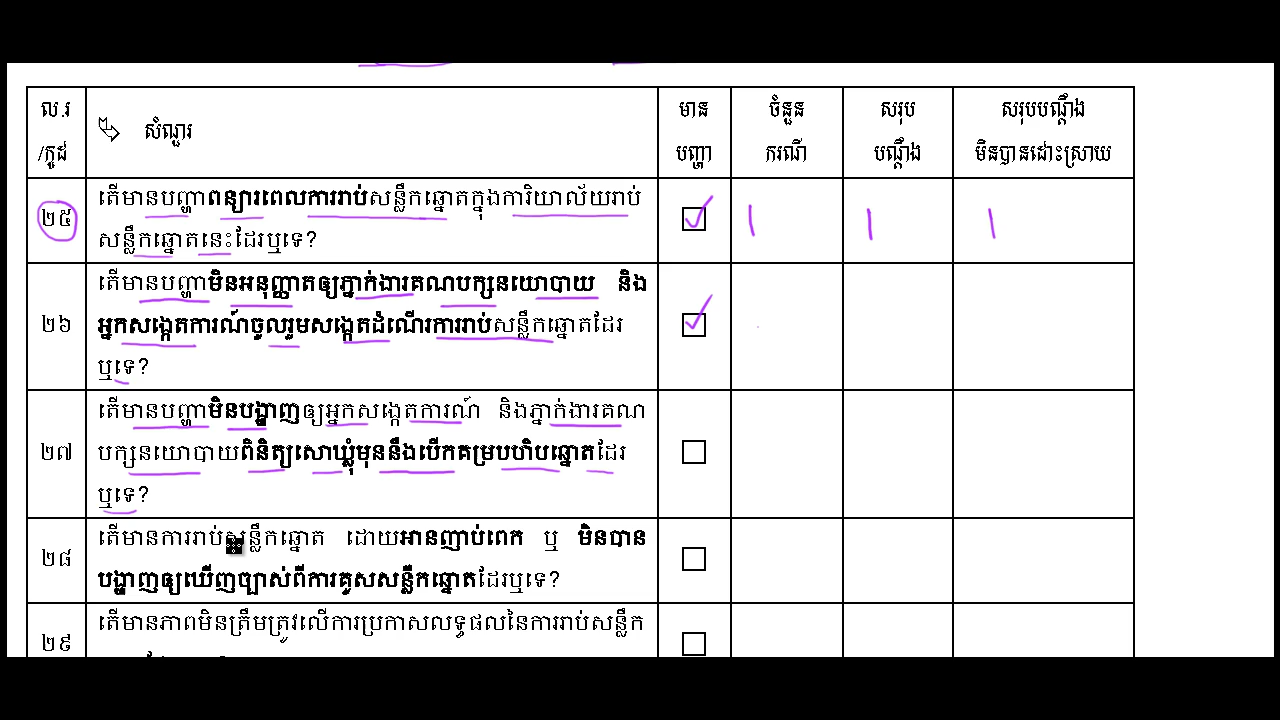 ល.រ /កូដ
សំណួរ
មាន បញ្ហា
ចំនួន ករណី
សរុប បណ្តឹង
សរុបបណ្តឹង មិនបានដោះស្រាយ
២៥
តើមានបញ្ហាពន្យារពេលការរាប់សន្លឹកឆ្នោតក្នុងការិយាល័យរាប់
សន្លឹកឆ្នោតនេះដែរឬទេ?
1 1 1
២៦
តើមានបញ្ហាមិនអនុញ្ញាតឲ្យភ្នាក់ងារគណបក្សនយោបាយ និង
អ្នកសង្កេតការណ៍ចូលរួមសង្កេតដំណើរការរាប់សន្លឹកឆ្នោតដែរ
ឬទេ?
២៧
តើមានបញ្ហាមិនបង្ហាញឲ្យអ្នកសង្កេតការណ៍ និងភ្នាក់ងារគណ
បក្សនយោបាយពិនិត្យសោឃ្លុំមុននឹងបើកគម្របហិបឆ្នោតដែរ
ឬទេ?
២៨
តើមានការរាប់សន្លឹកឆ្នោត ដោយអានញាប់ពេក ឬ មិនបាន
បង្ហាញឲ្យឃើញច្បាស់ពីការគូសសន្លឹកឆ្នោតដែរឬទេ?
២៩
តើមានភាពមិនត្រឹមត្រូវលើការប្រកាសលទ្ធផលនៃការរាប់សន្លឹក